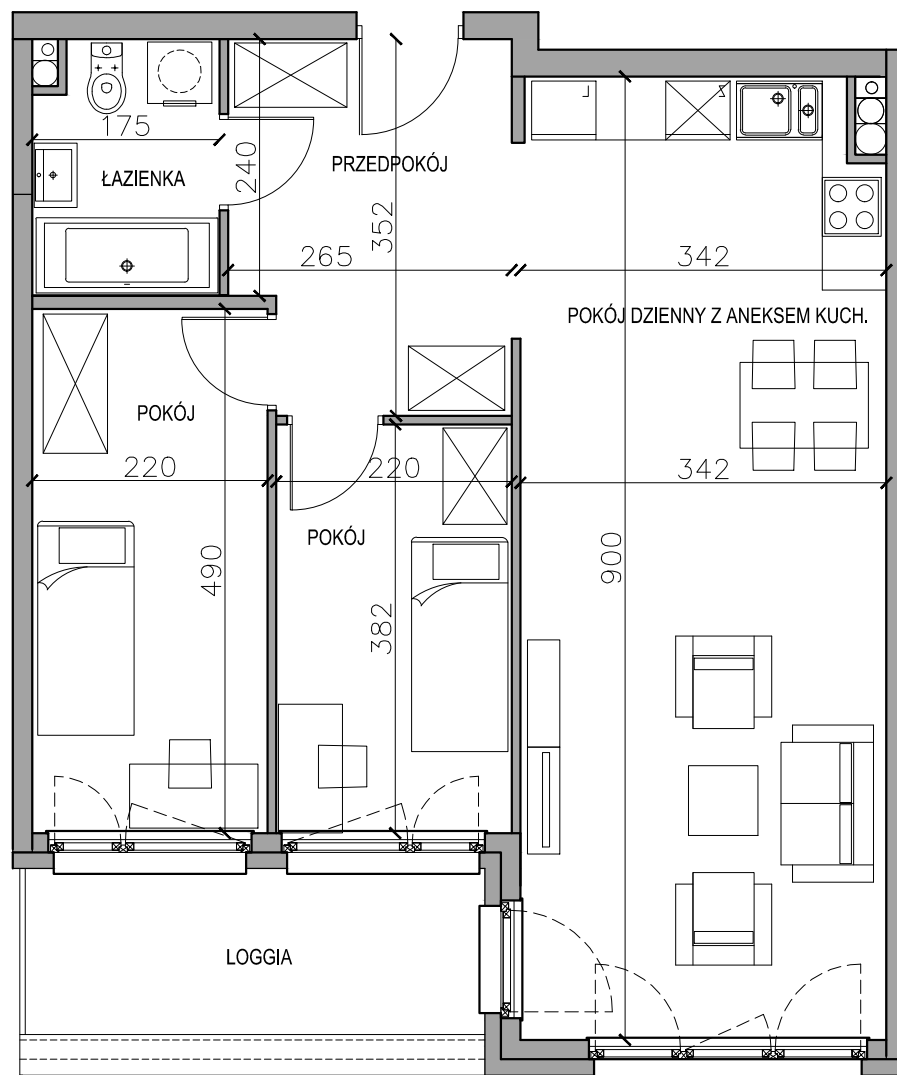 175
ŁAZIENKA
240
PRZEDPOKÓJ
352
265
342
POKÓJ DZIENNY Z ANEKSEM KUCH.
POKÓJ
220
220
342
POKÓJ
490
382
900
LOGGIA